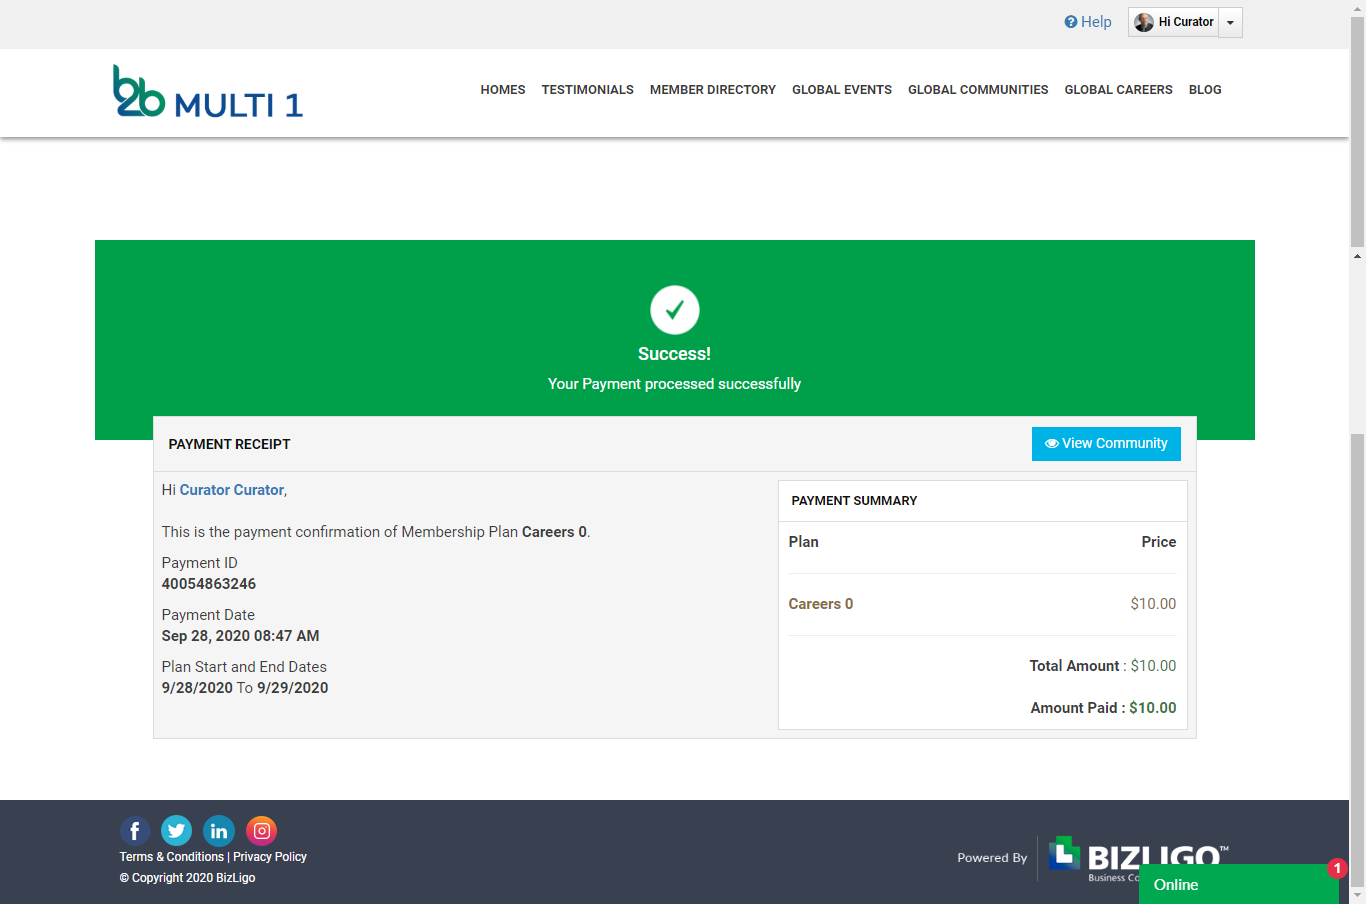 Help
Hi Curator
b2b MULTI 1
HOMES TESTIMONIALS MEMBER DIRECTORY GLOBAL EVENTS GLOBAL COMMUNITIES GLOBAL CAREERS BLOG
Success!
Your Payment processed successfully
PAYMENT RECEIPT
View Community
Hi Curator Curator,
This is the payment confirmation of Membership Plan Careers 0.
Payment ID
40054863246
Payment Date
Sep 28, 2020 08:47 AM
Plan Start and End Dates
9/28/2020 To 9/29/2020
PAYMENT SUMMARY
Plan Price
Careers 0 $10.00
Total Amount : $10.00
Amount Paid : $10.00
Terms & Conditions | Privacy Policy
© Copyright 2020 BizLigo
Powered By
BIZLIGO™
Business
Online
1